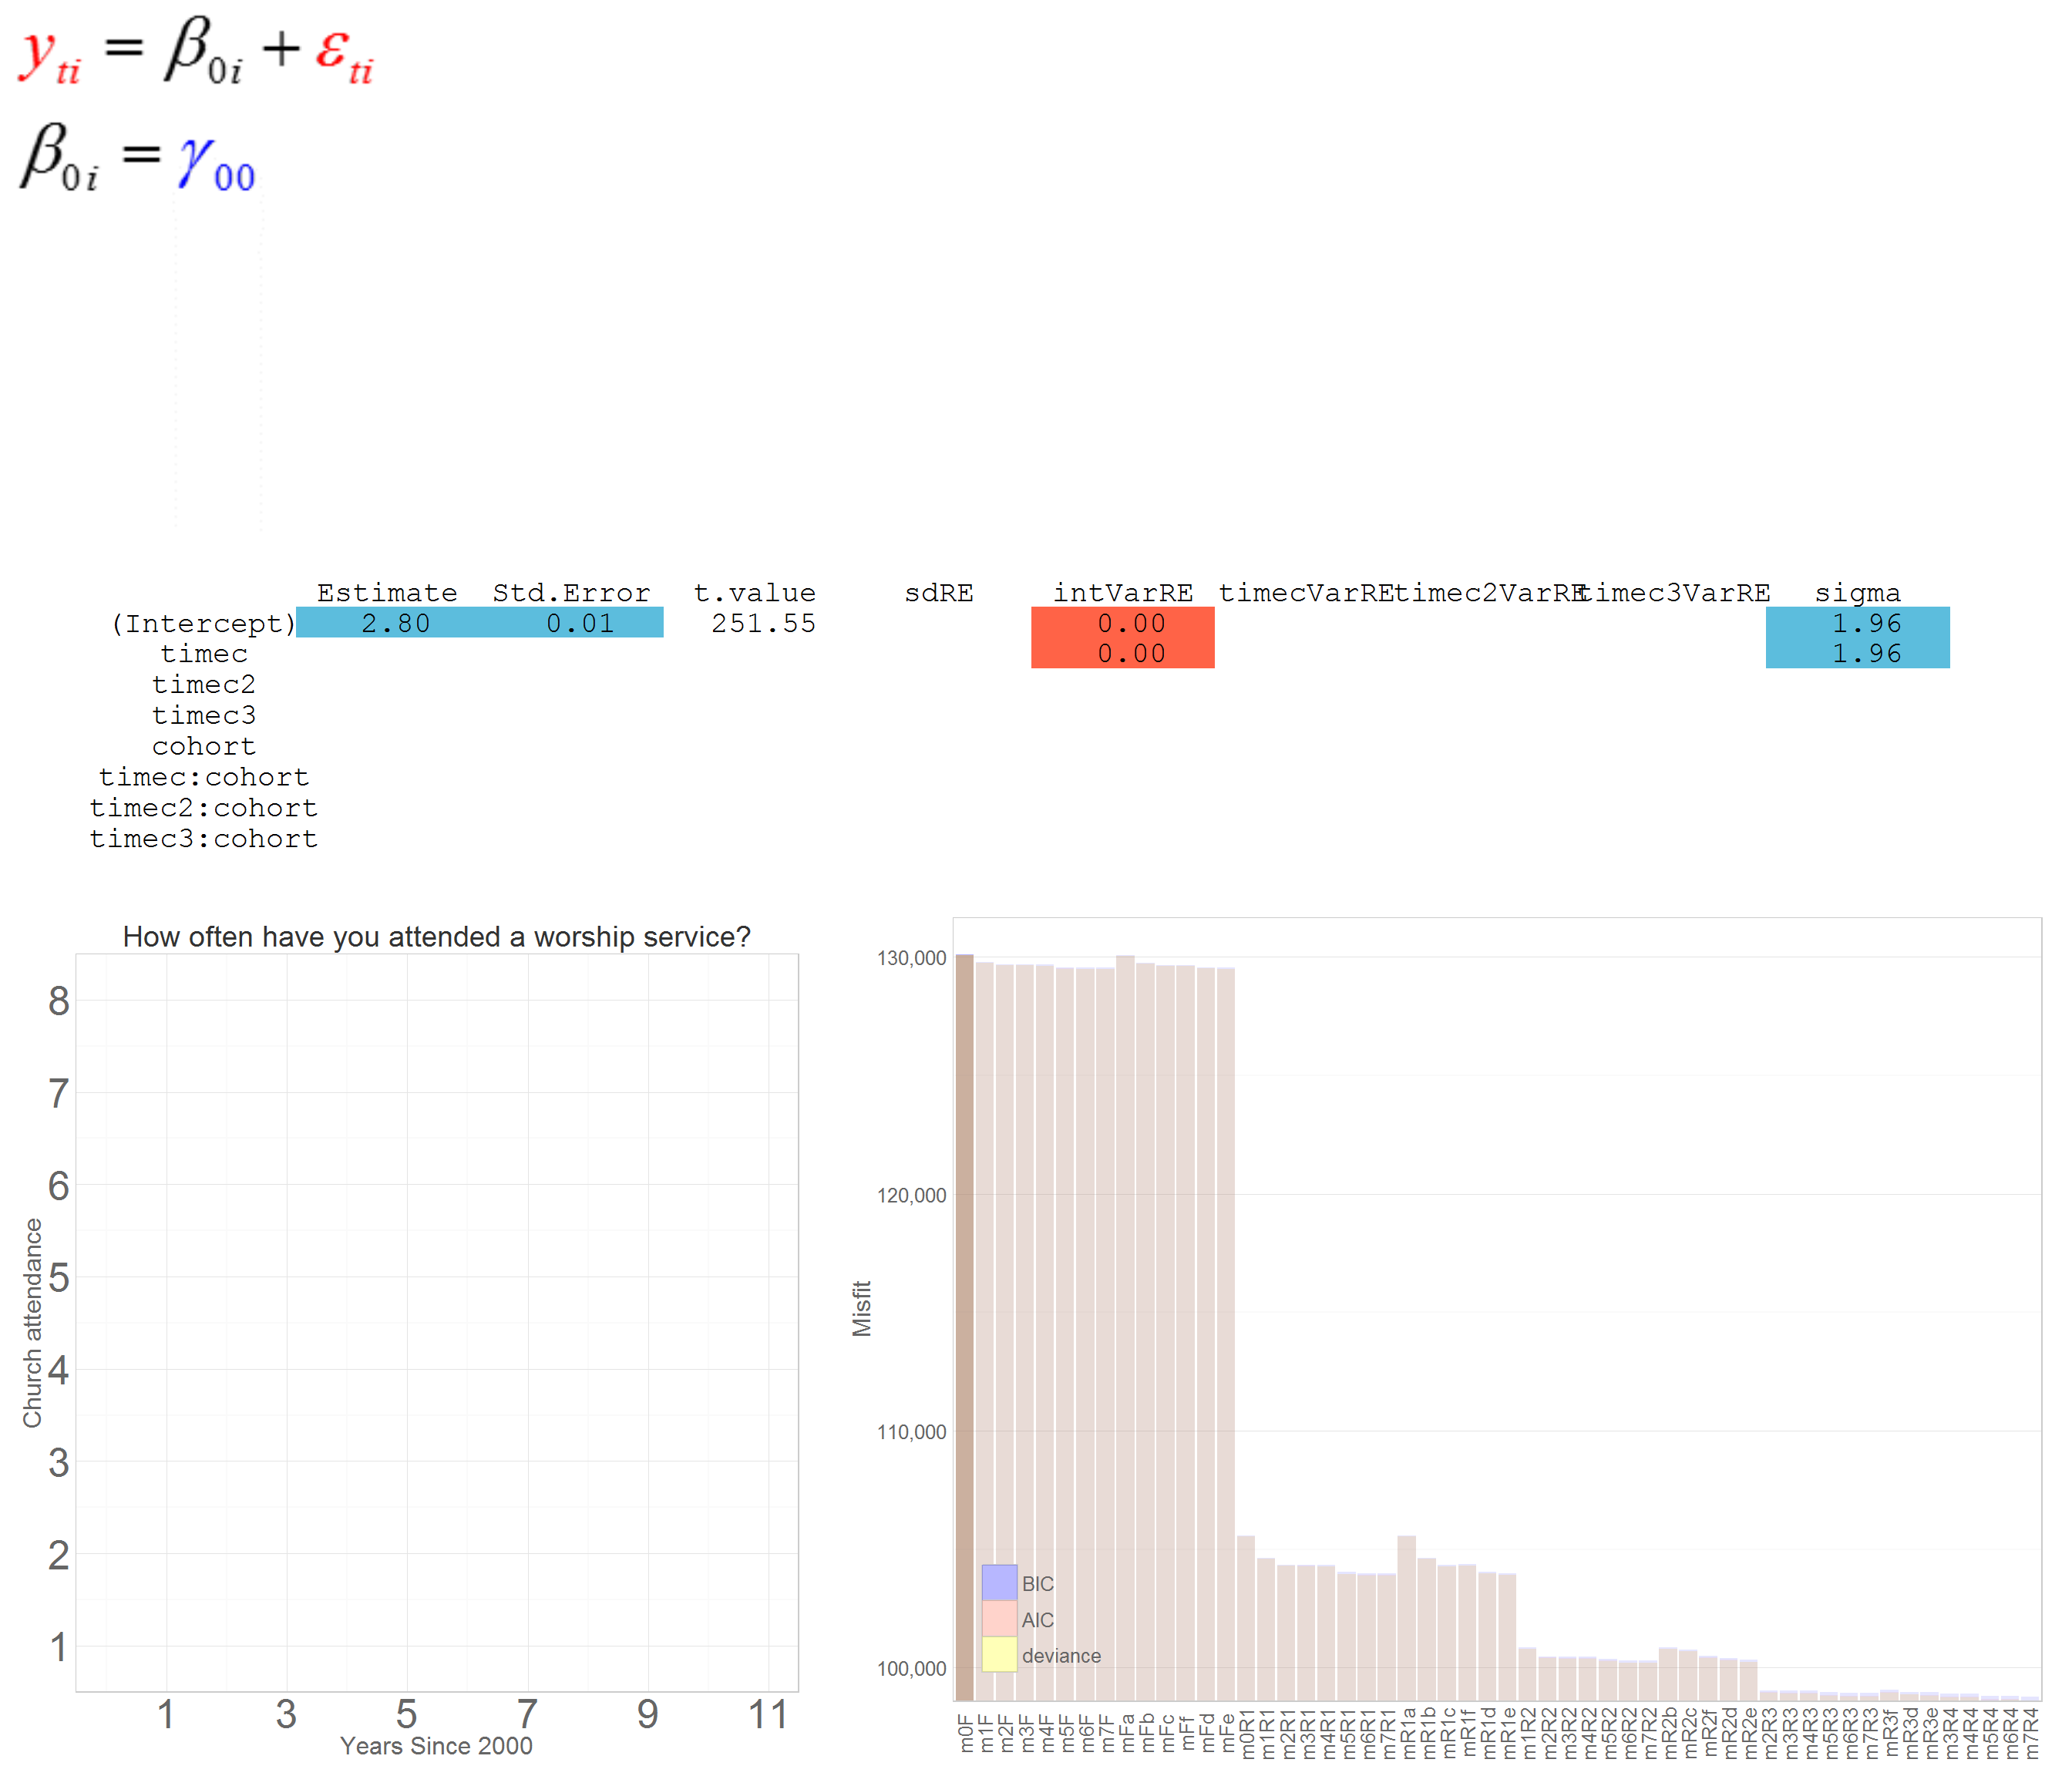 y_ti = β_0i + ε_ti
β_0i = γ_00
Estimate Std.Error t.value sdRE intVarRE timecVarRE timec2VarRE timec3VarRE sigma
(Intercept) 2.80 0.01 251.55 0.00 1.96
timec 0.00 1.96
timec2
timec3
cohort
timec:cohort
timec2:cohort
timec3:cohort
How often have you attended a worship service?
Church attendance
8
7
6
5
4
3
2
1
1 3 5 7 9 11
Years Since 2000
Misfit
130,000
120,000
110,000
100,000
BIC
AIC
deviance
m0F m1F m2F m3F m4F m5F m6F m7F mFa mFb mFc mFf mFd mFe m0R1 m1R1 m2R1 m3R1 m4R1 m5R1 m6R1 m7R1 mR1a mR1b mR1c mR1f mR1d mR1e m1R2 m2R2 m3R2 m4R2 m5R2 m6R2 m7R2 mR2b mR2c mR2f mR2d mR2e m2R3 m3R3 m4R3 m5R3 m6R3 m7R3 mR3f mR3d mR3e m3R4 m4R4 m5R4 m6R4 m7R4